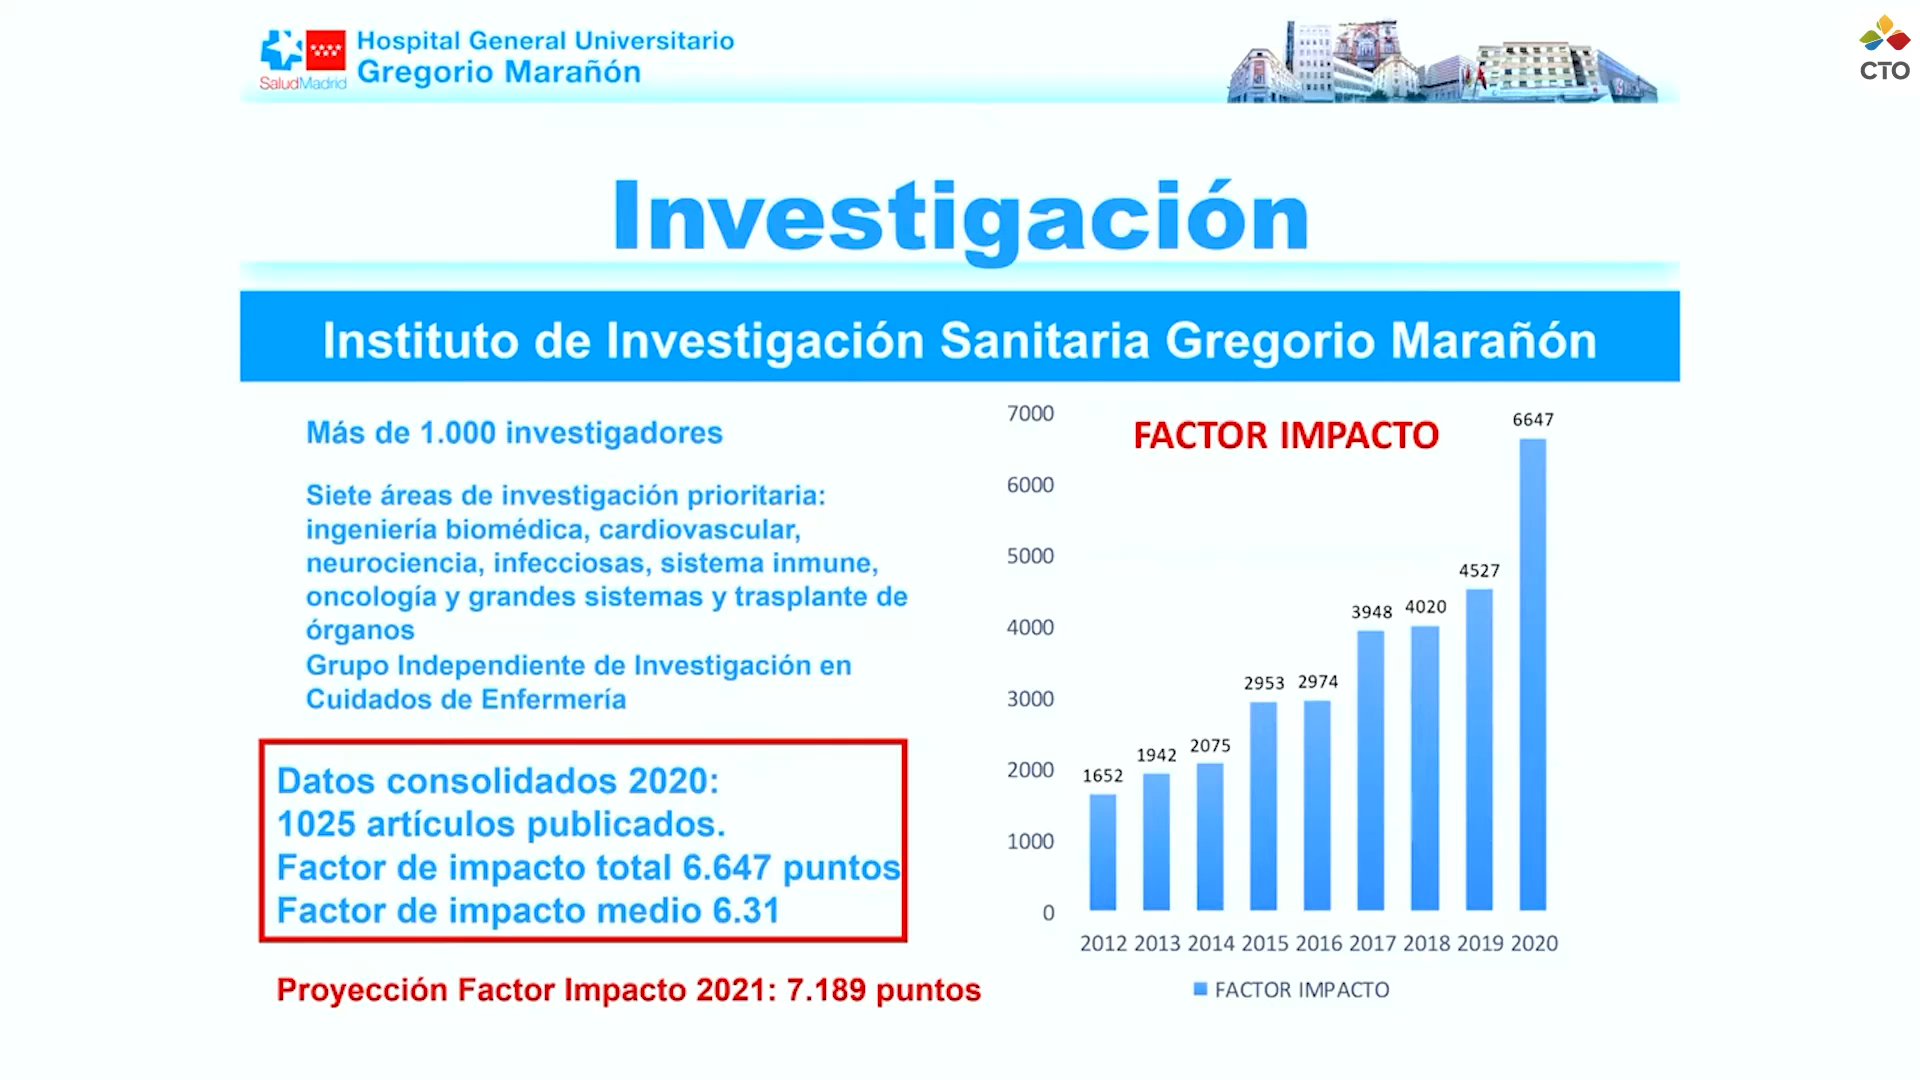 Hospital General Universitario
Gregorio Marañón
SaludMadrid
CTO
Investigación
Instituto de Investigación Sanitaria Gregorio Marañón
Más de 1.000 investigadores
Siete áreas de investigación prioritaria:
ingeniería biomédica, cardiovascular,
neurociencia, infecciosas, sistema inmune,
oncología y grandes sistemas y trasplante de
órganos
Grupo Independiente de Investigación en
Cuidados de Enfermería
Datos consolidados 2020:
1025 artículos publicados.
Factor de impacto total 6.647 puntos
Factor de impacto medio 6.31
Proyección Factor Impacto 2021: 7.189 puntos
FACTOR IMPACTO
7000
6000
5000
4000
3000
2000
1000
0
1652
1942
2075
2953
2974
3948
4020
4527
6647
2012 2013 2014 2015 2016 2017 2018 2019 2020
FACTOR IMPACTO